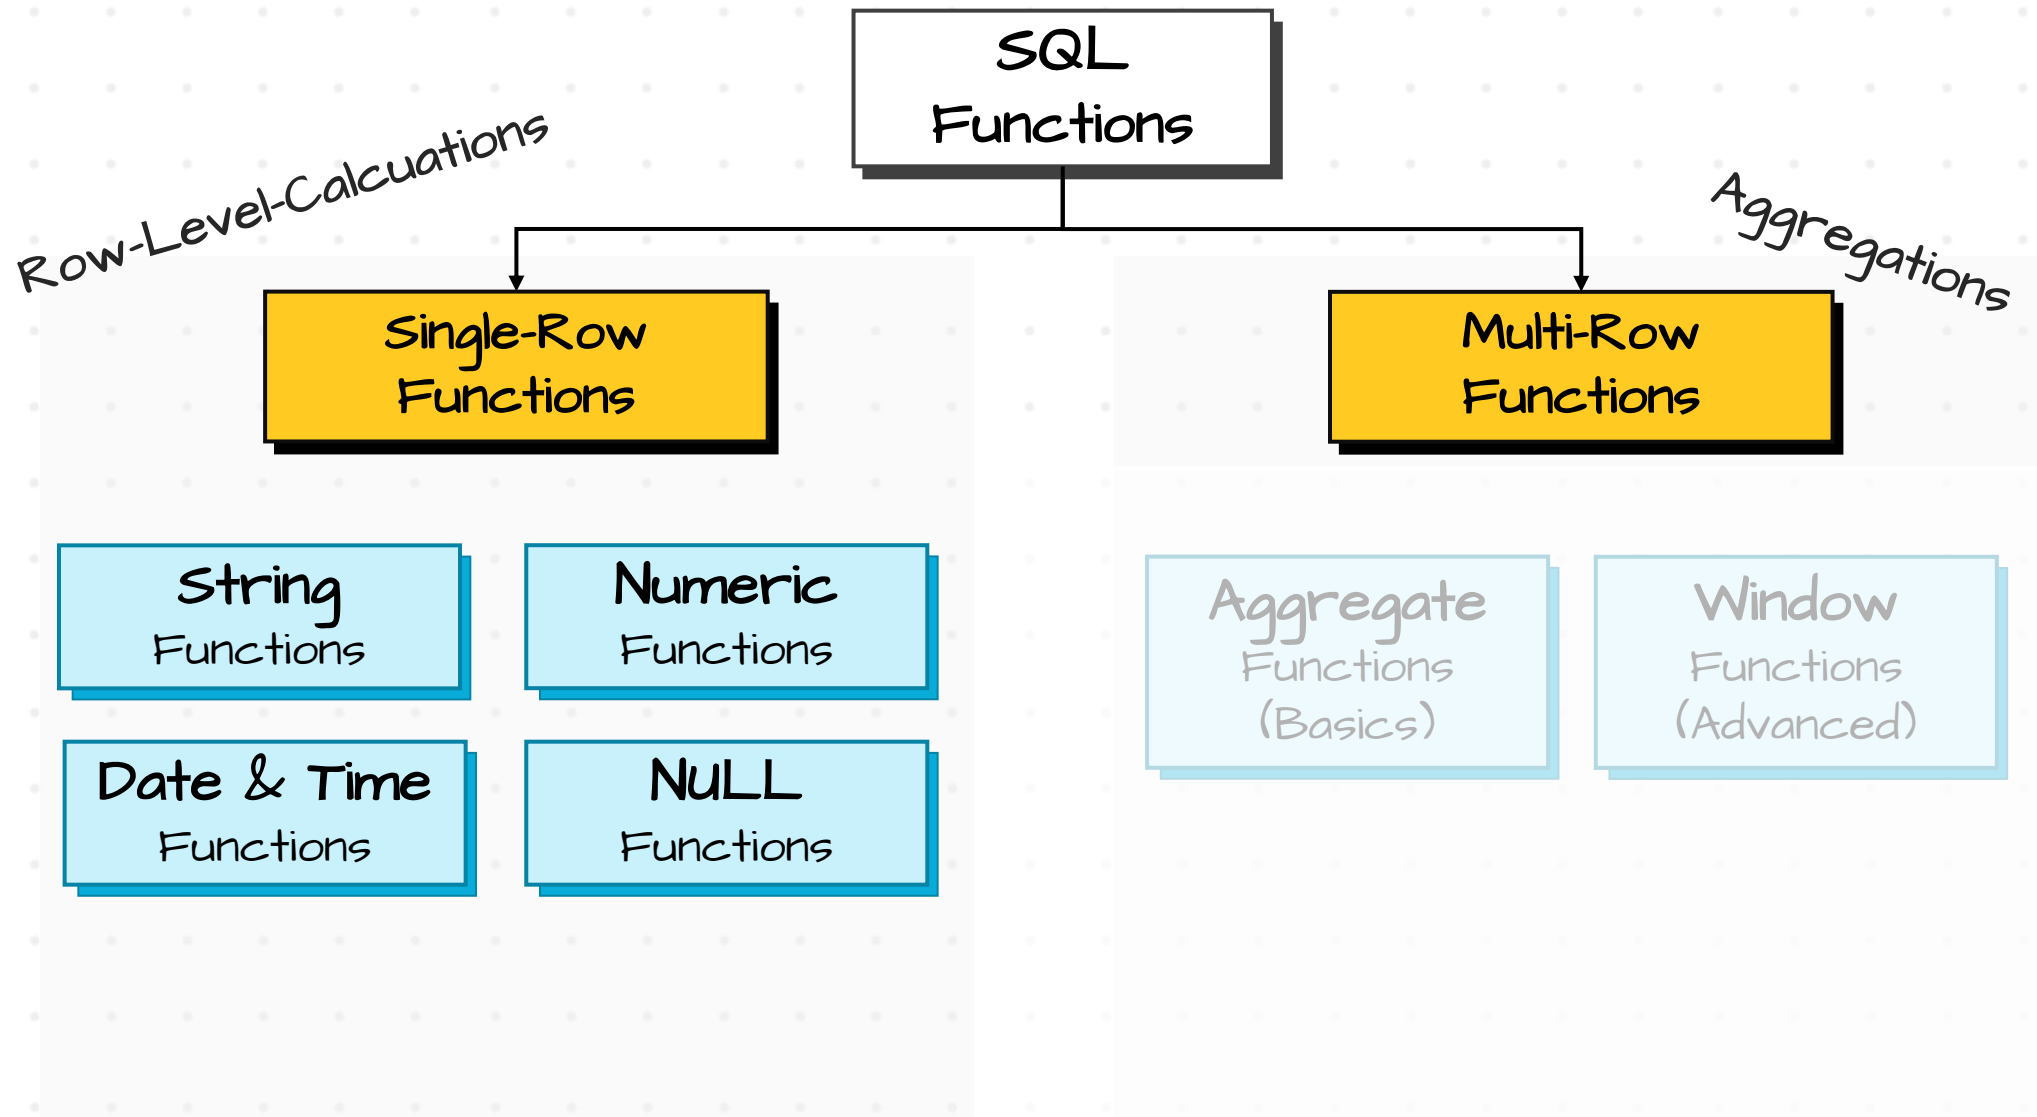 SQL
Functions
Row-Level-Calcuations
Aggregations
Single-Row
Functions
Multi-Row
Functions
String
Functions
Numeric
Functions
Date & Time
Functions
NULL
Functions
Aggregate
Functions
(Basics)
Window
Functions
(Advanced)